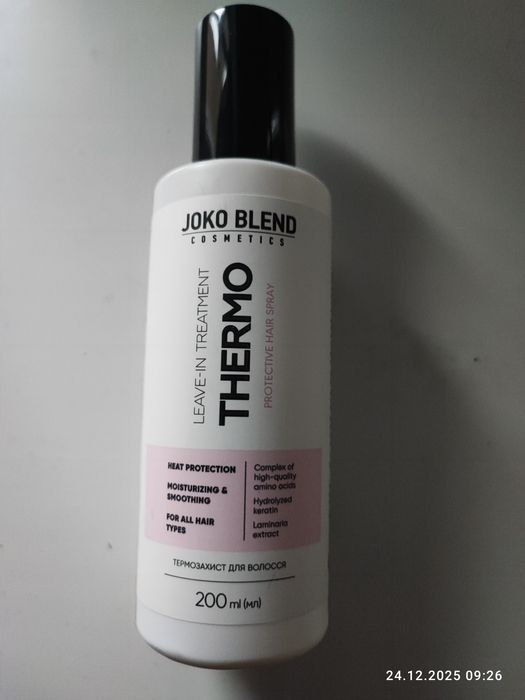 JOKO BLEND
COSMETICS
LEAVE-IN TREATMENT
THERMO
PROTECTIVE HAIR SPRAY
HEAT PROTECTION
MOISTURIZING &
SMOOTHING
FOR ALL HAIR
TYPES
Complex of
high-quality
amino acids
Hydrolyzed
keratin
Laminaria
extract
ТЕРМОЗАХИСТ ДЛЯ ВОЛОССЯ
200 ml (мл)
24.12.2025 09:26